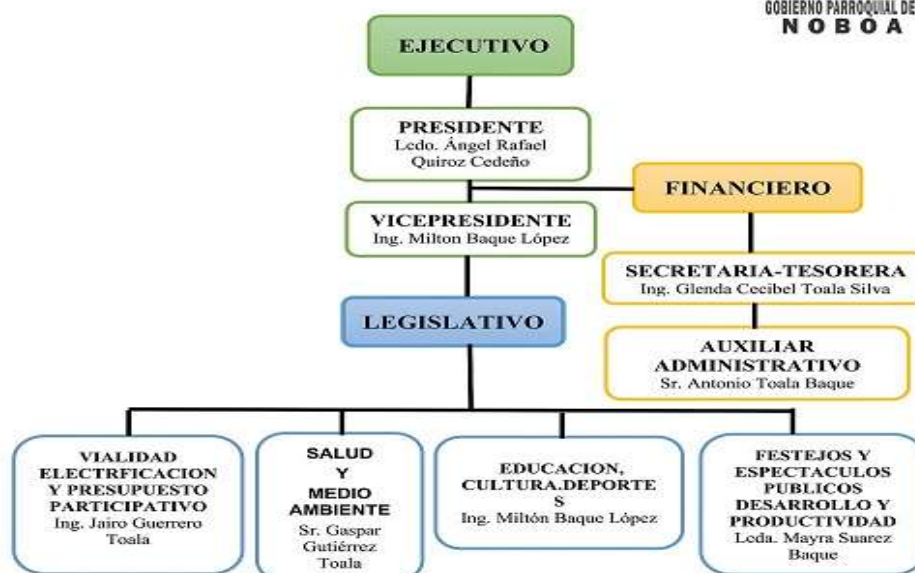 GOBIERNO PARROQUIAL DE
NOBOA
EJECUTIVO
PRESIDENTE
Lcdo. Ángel Rafael
Quiroz Cedeño
FINANCIERO
VICEPRESIDENTE
Ing. Milton Baque López
SECRETARIA-TESORERA
Ing. Glenda Cecibel Toala Silva
LEGISLATIVO
AUXILIAR
ADMINISTRATIVO
Sr. Antonio Toala Baque
VIALIDAD
ELECTRFICACION
Y PRESUPUESTO
PARTICIPATIVO
Ing. Jairo Guerrero
Toala
SALUD
Y
MEDIO
AMBIENTE
Sr. Gaspar
Gutiérrez
Toala
EDUCACION,
CULTURA.DEPORTE
S
Ing. Miltón Baque López
FESTEJOS Y
ESPECTACULOS
PUBLICOS
DESARROLLO Y
PRODUCTIVIDAD
Lcda. Mayra Suarez
Baque